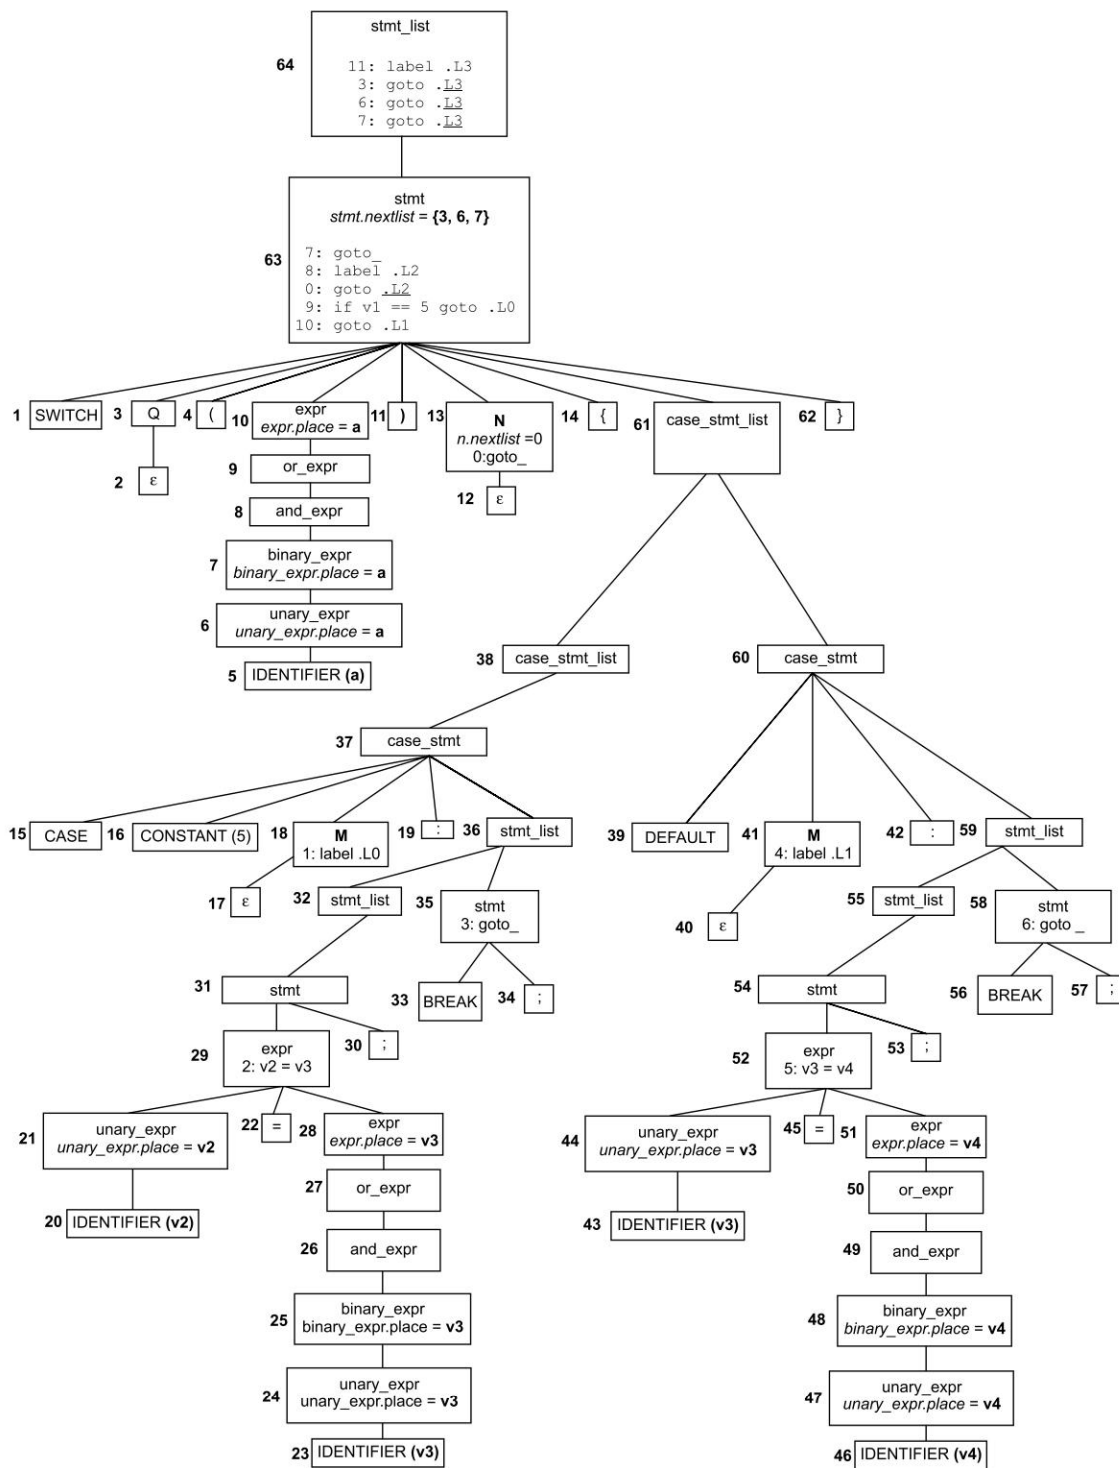 stmt_list
64
11: label .L3
3: goto .L3
6: goto .L3
7: goto .L3
stmt
stmt.nextlist = {3, 6, 7}
63
7: goto_
8: label .L2
0: goto .L2
9: if v1 == 5 goto .L0
10: goto .L1
1 SWITCH
3 Q
4 (
10 expr
expr.place = a
11 )
13 N
n.nextlist =0
0:goto_
14 {
61 case_stmt_list
62 }
2 ε
9 or_expr
12 ε
8 and_expr
7 binary_expr
binary_expr.place = a
6 unary_expr
unary_expr.place = a
5 IDENTIFIER (a)
38 case_stmt_list
60 case_stmt
37 case_stmt
15 CASE
16 CONSTANT (5)
18 M
1: label .L0
19 :
36 stmt_list
39 DEFAULT
41 M
4: label .L1
42 :
59 stmt_list
17 ε
32 stmt_list
35 stmt
3: goto_
40 ε
55 stmt_list
58 stmt
6: goto _
31 stmt
33 BREAK
34 ;
54 stmt
56 BREAK
57 ;
29 expr
2: v2 = v3
30 ;
52 expr
5: v3 = v4
53 ;
21 unary_expr
unary_expr.place = v2
22 =
28 expr
expr.place = v3
44 unary_expr
unary_expr.place = v3
45 =
51 expr
expr.place = v4
27 or_expr
50 or_expr
20 IDENTIFIER (v2)
43 IDENTIFIER (v3)
26 and_expr
49 and_expr
25 binary_expr
binary_expr.place = v3
48 binary_expr
binary_expr.place = v4
24 unary_expr
unary_expr.place = v3
47 unary_expr
unary_expr.place = v4
23 IDENTIFIER (v3)
46 IDENTIFIER (v4)